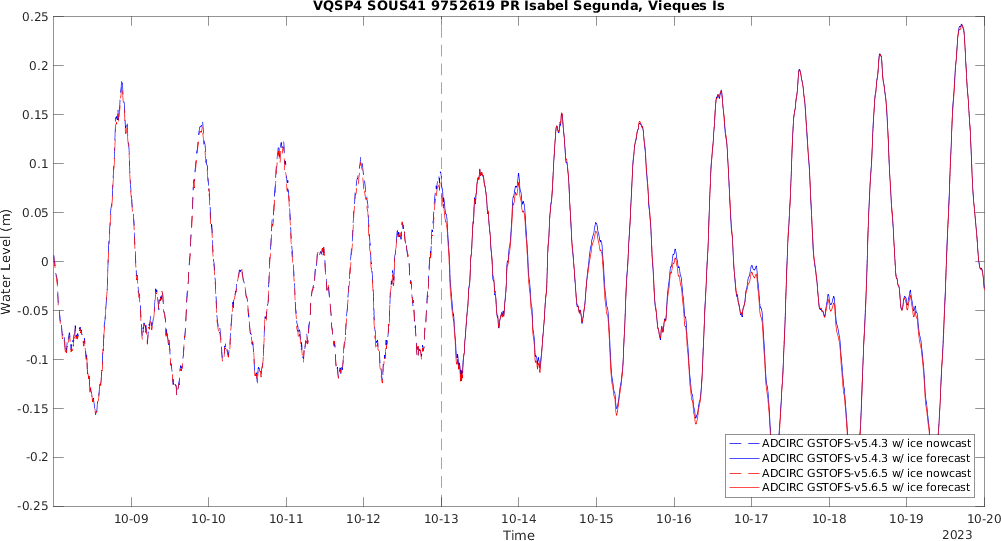 VQSP4 SOUS41 9752619 PR Isabel Segunda, Vieques Is
0.25
0.2
0.15
0.1
0.05
0
-0.05
-0.1
-0.15
-0.2
-0.25
Water Level (m)
ADCIRC GSTOFS-v5.4.3 w/ ice nowcast
ADCIRC GSTOFS-v5.4.3 w/ ice forecast
ADCIRC GSTOFS-v5.6.5 w/ ice nowcast
ADCIRC GSTOFS-v5.6.5 w/ ice forecast
10-09 10-10 10-11 10-12 10-13 10-14 10-15 10-16 10-17 10-18 10-19 10-20
Time
2023